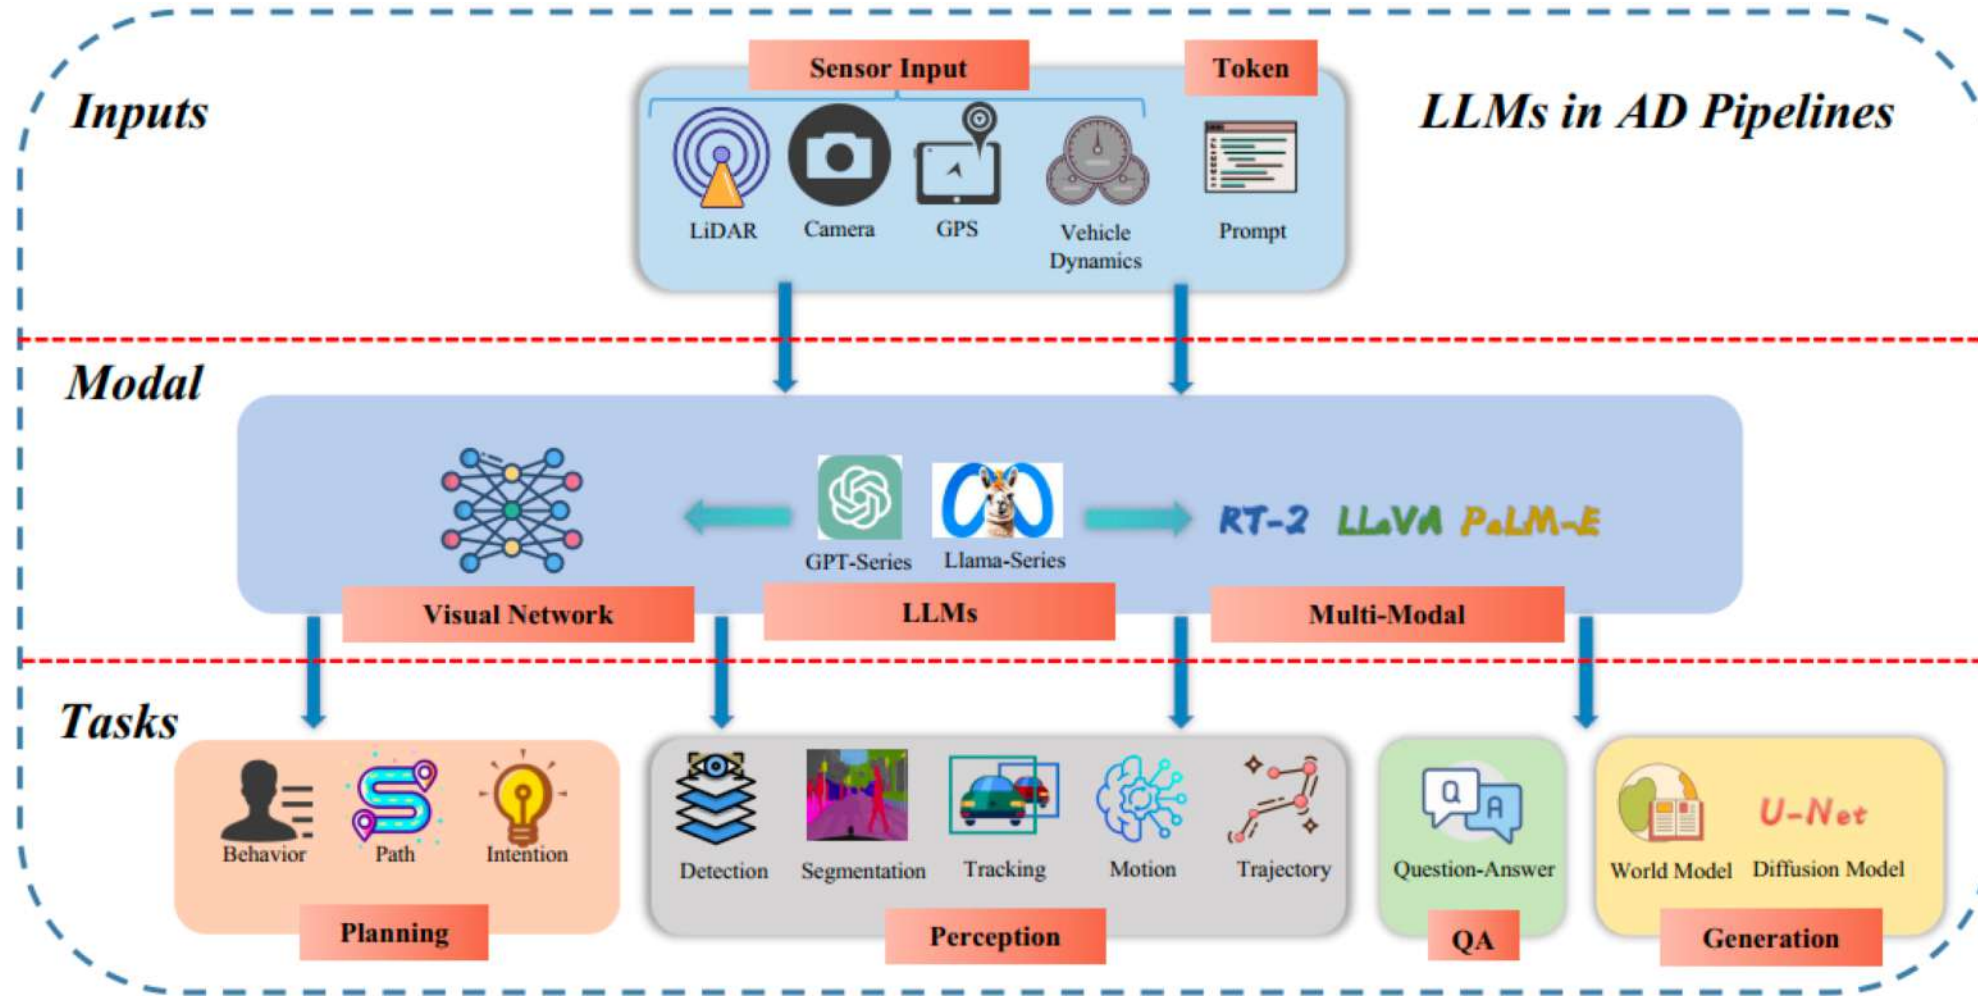 Sensor Input
Token
Inputs
LLMs in AD Pipelines
LiDAR
Camera
GPS
Vehicle
Dynamics
Prompt
Modal
RT-2 LLaVA PaLM-E
GPT-Series
Llama-Series
Visual Network
LLMs
Multi-Modal
Tasks
Q
A
U-Net
Behavior
Path
Intention
Detection
Segmentation
Tracking
Motion
Trajectory
Question-Answer
World Model
Diffusion Model
Planning
Perception
QA
Generation